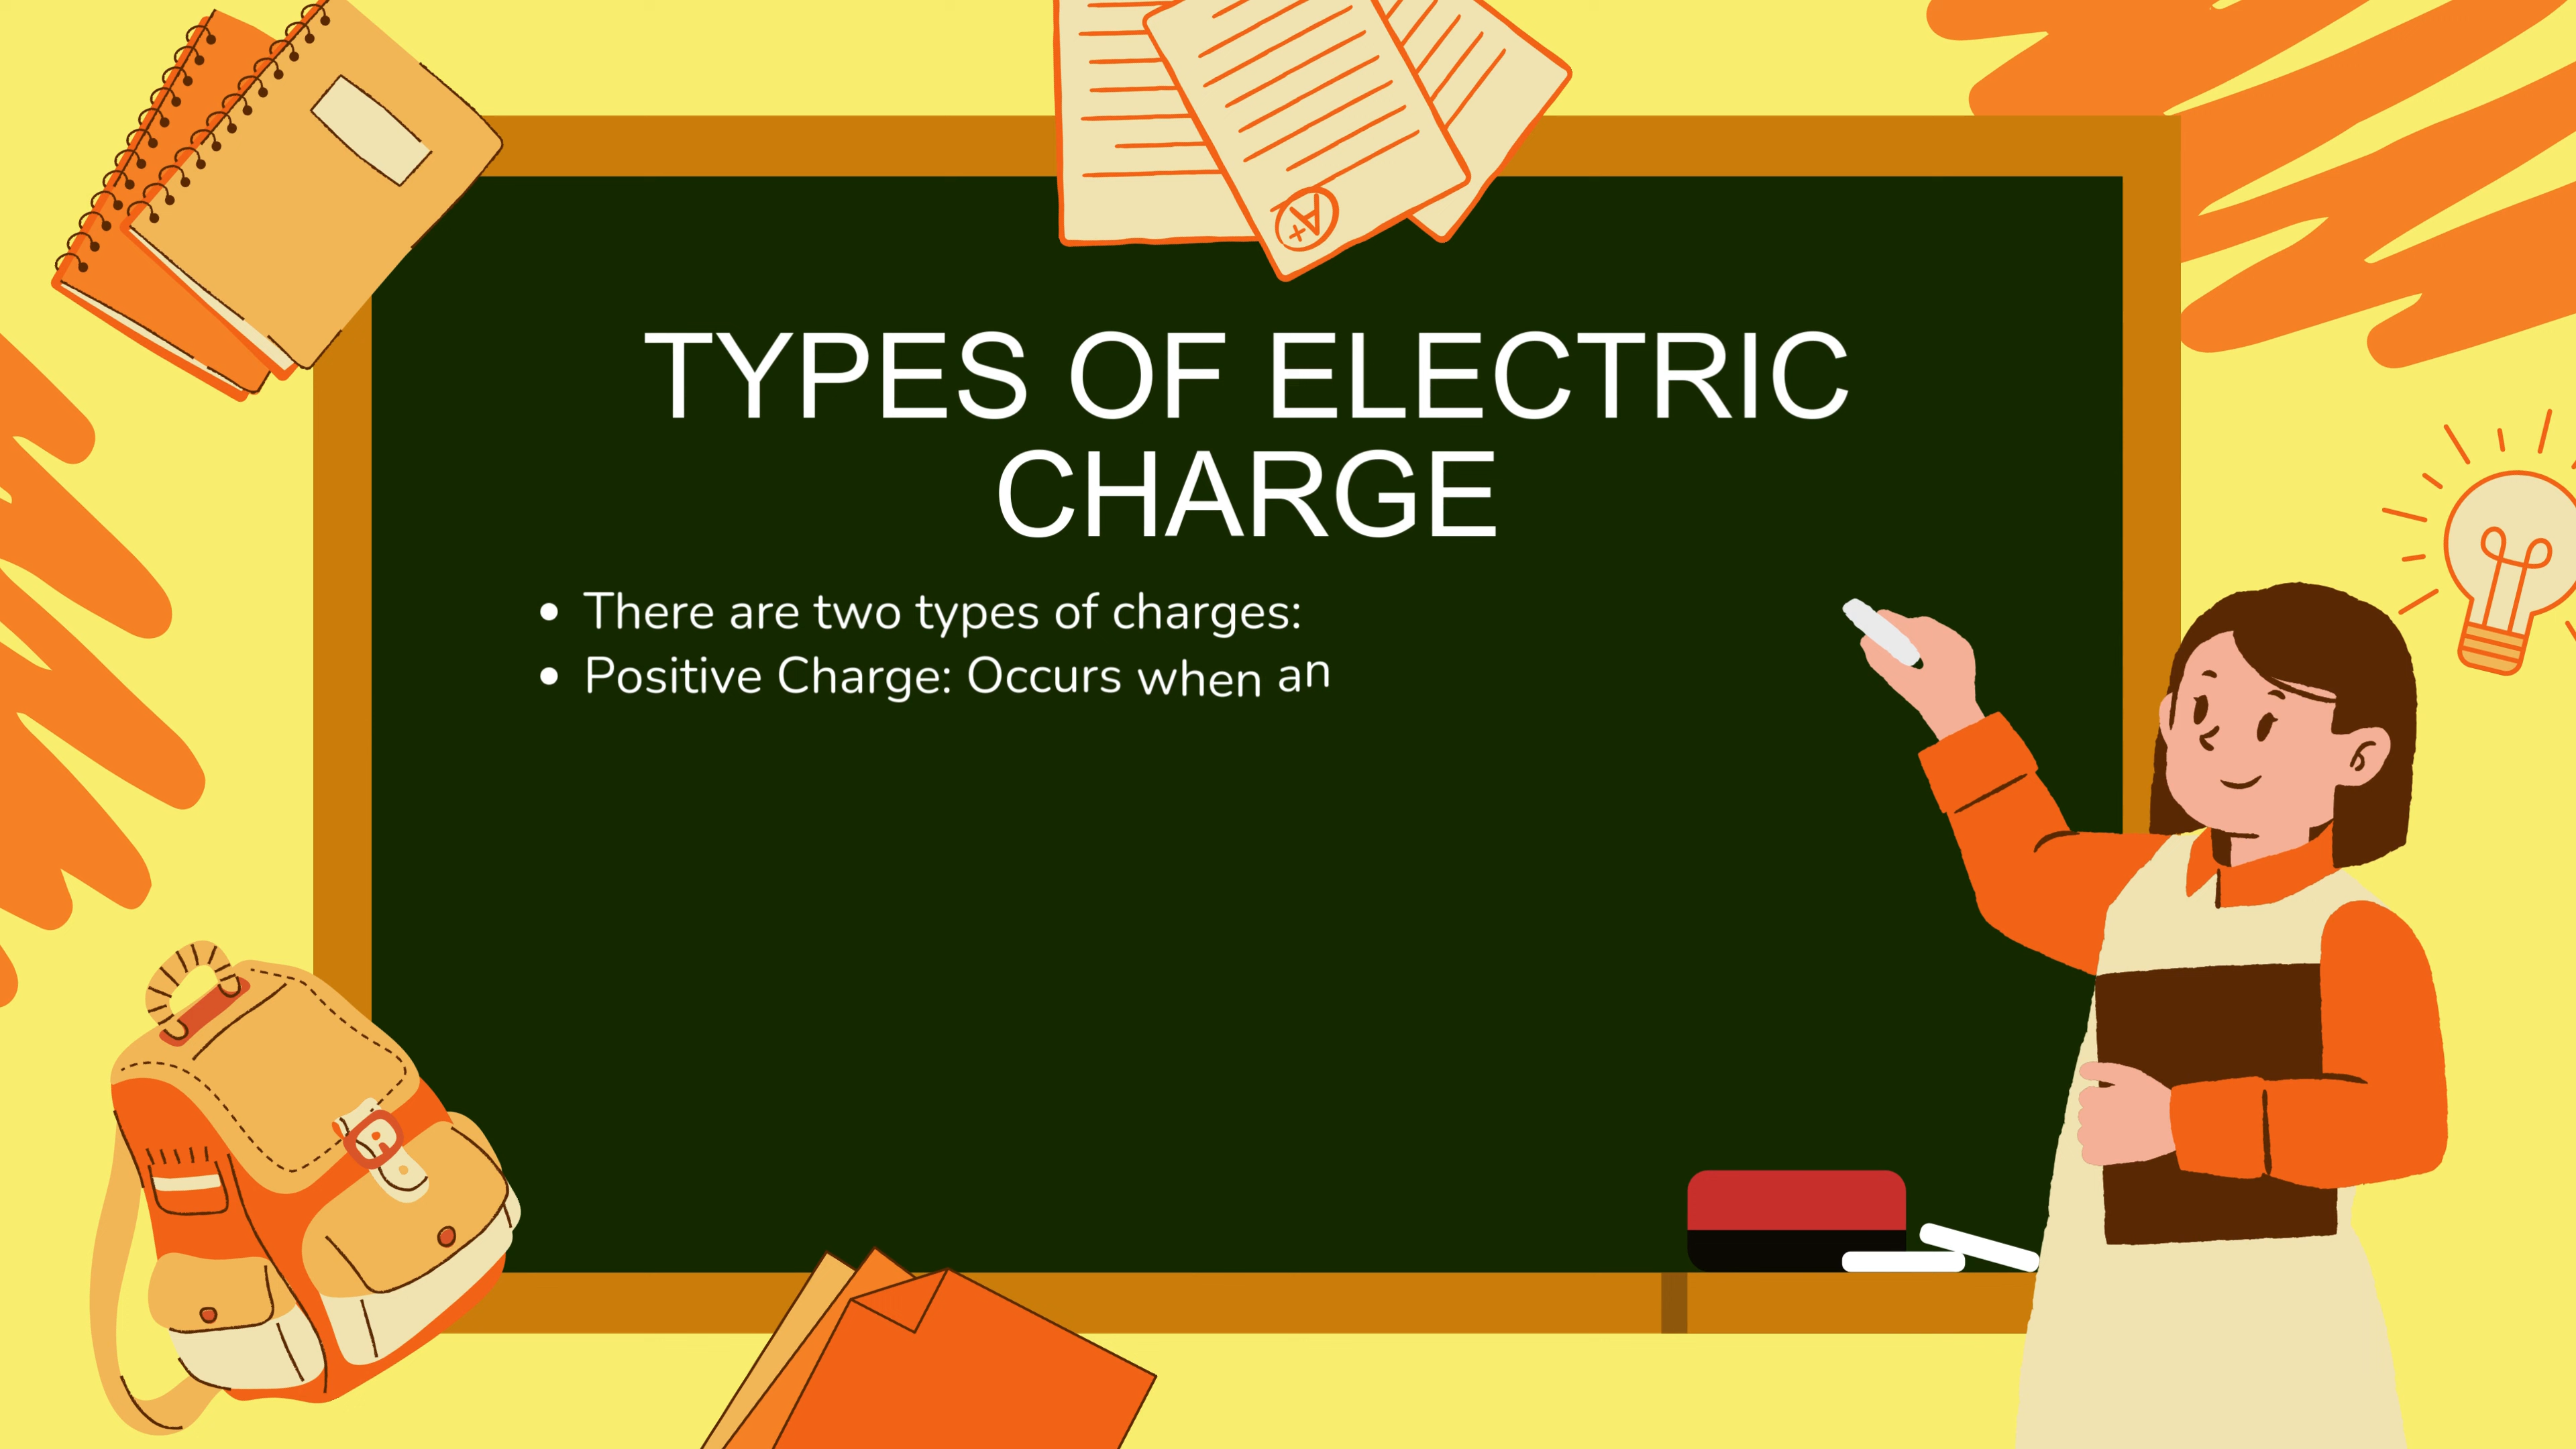 A+
TYPES OF ELECTRIC
CHARGE
• There are two types of charges:
• Positive Charge: Occurs when an